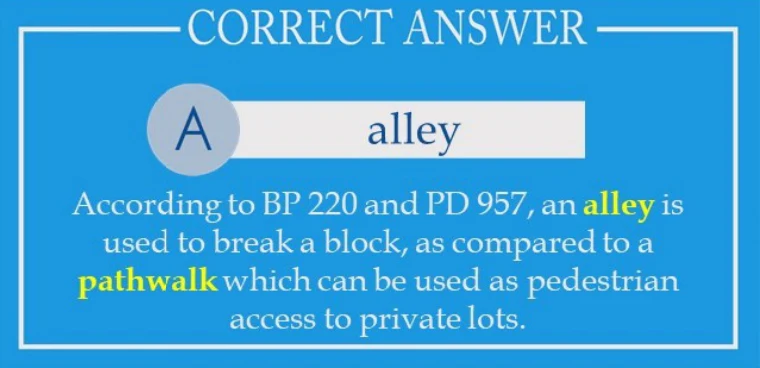 CORRECT ANSWER
A alley
According to BP 220 and PD 957, an alley is
used to break a block, as compared to a
pathwalk which can be used as pedestrian
access to private lots.